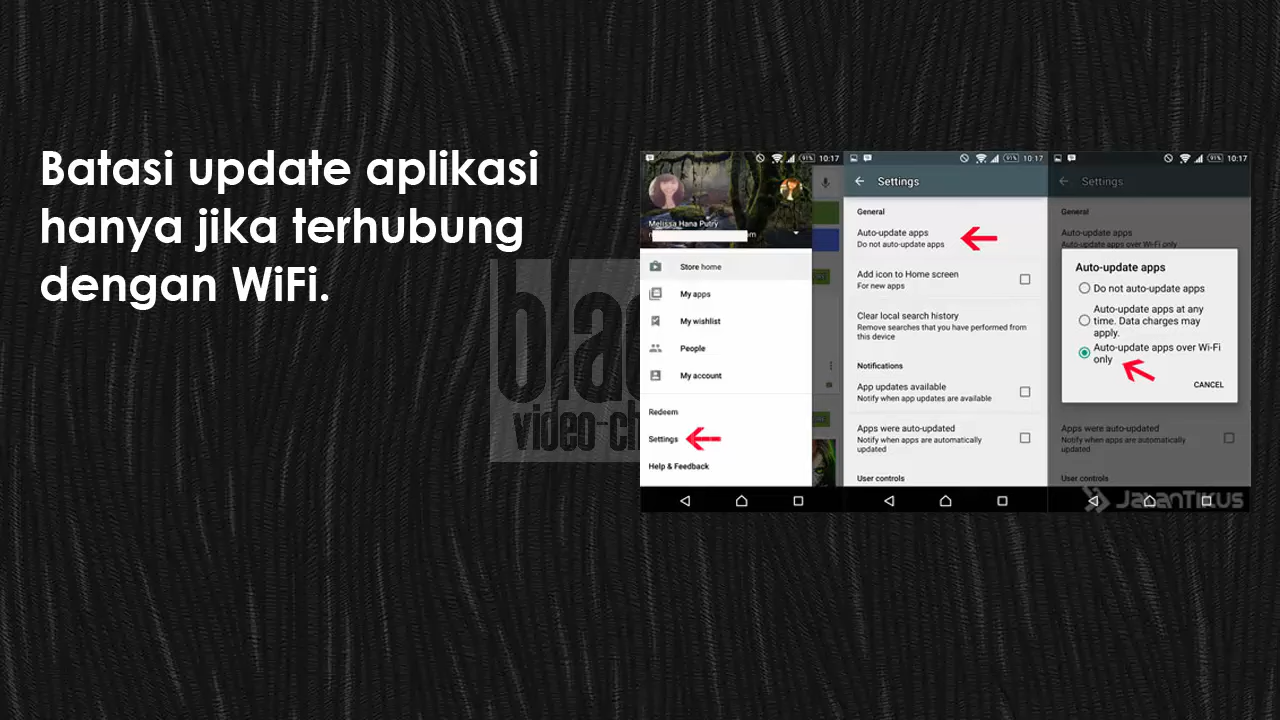 Batasi update aplikasi
hanya jika terhubung
dengan WiFi.
91% 10:17
Melissa Hana Putry
Store home
My apps
My wishlist
People
My account
Redeem
Settings
Help & Feedback
91% 10:17
Settings
General
Auto-update apps
Do not auto-update apps
Add icon to Home screen
For new apps
Clear local search history
Remove searches that you have performed from
this device
Notifications
App updates available
Notify when app updates are available
Apps were auto-updated
Notify when apps are automatically
updated
User controls
91% 10:17
Settings
General
Auto-update apps
Auto-update apps over Wi-Fi only
Auto-update apps
Do not auto-update apps
Auto-update apps at any
time. Data charges may
apply.
Auto-update apps over Wi-Fi
only
CANCEL
Apps were auto-updated
Notify when apps are automatically
updated
User controls
JalanTikus
video-ch